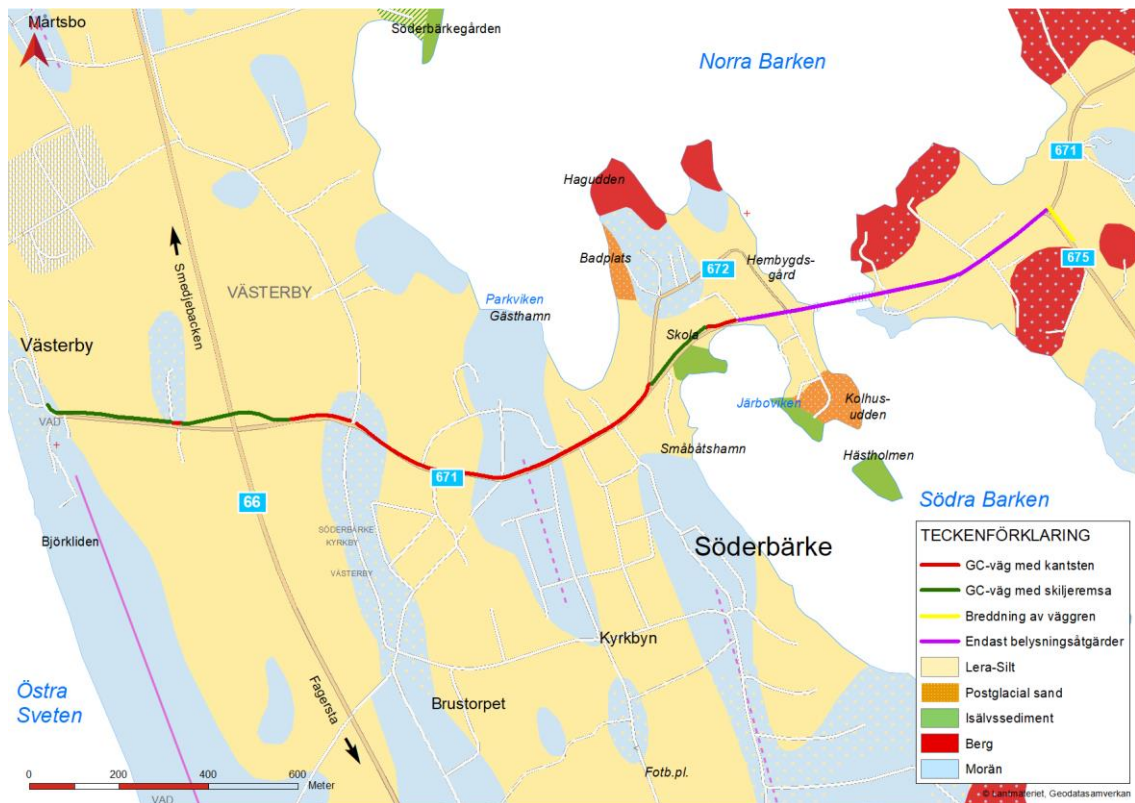 Mårtsbo
Söderbärkegården
Norra Barken
Hagudden
671
Smedjebacken
Badplats
672
Hembygds-
gård
675
VÄSTERBY
Parkviken
Gästhamn
Västerby
Skola
VAD
Järboviken
Kolhus-
udden
Småbåtshamn
671
Hästholmen
66
Södra Barken
Björkliden
SÖDERBÄRKE
KYRKBY
VÄSTERBY
Söderbärke
Kyrkbyn
Östra
Sveten
Brustorpet
Fagersta
Fotb.pl.
VAD
0 200 400 600
Meter
TECKENFÖRKLARING
GC-väg med kantsten
GC-väg med skiljeremsa
Breddning av väggren
Endast belysningsåtgärder
Lera-Silt
Postglacial sand
Isälvssediment
Berg
Morän
© Lantmäteriet, Geodatasamverkan